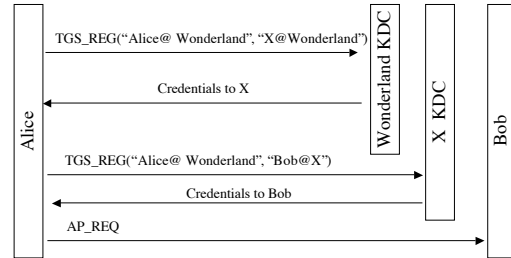 TGS_REG("Alice@ Wonderland", "X@Wonderland")
Credentials to X
TGS_REG("Alice@ Wonderland", "Bob@X")
Credentials to Bob
AP_REQ
Alice
Wonderland KDC
X KDC
Bob